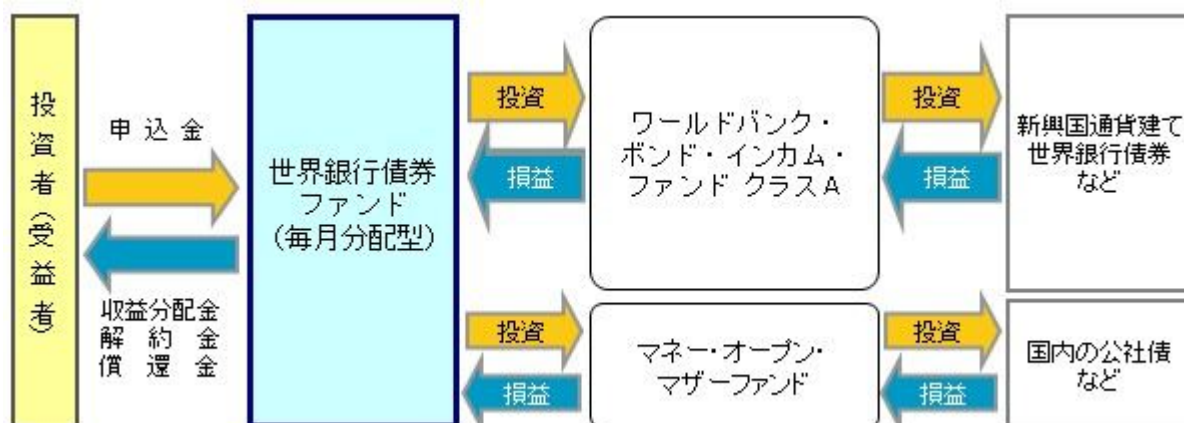 投資者(受益者)
申込金
収益分配金
解約金
償還金
世界銀行債券
ファンド
(毎月分配型)
投資
損益
ワールドバンク・
ボンド・インカム・
ファンド クラスA
投資
損益
新興国通貨建て
世界銀行債券
など
投資
損益
マネー・オープン・
マザーファンド
投資
損益
国内の公社債
など